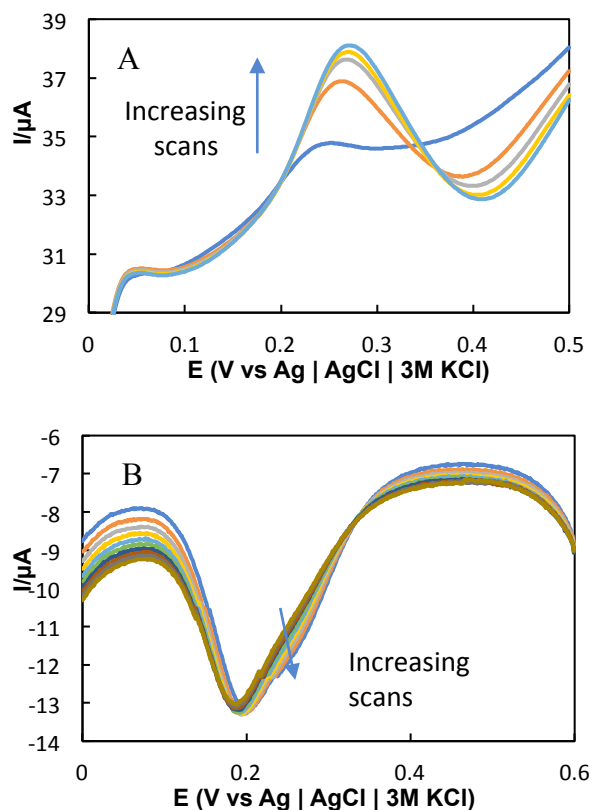 39
37
35
33
31
29
I/µA
A
Increasing
scans
0
0.1
0.2
0.3
0.4
0.5
E (V vs Ag | AgCl | 3M KCl)
-6
-7
-8
-9
-10
-11
-12
-13
-14
I/µA
B
Increasing
scans
0
0.2
0.4
0.6
E (V vs Ag | AgCl | 3M KCl)